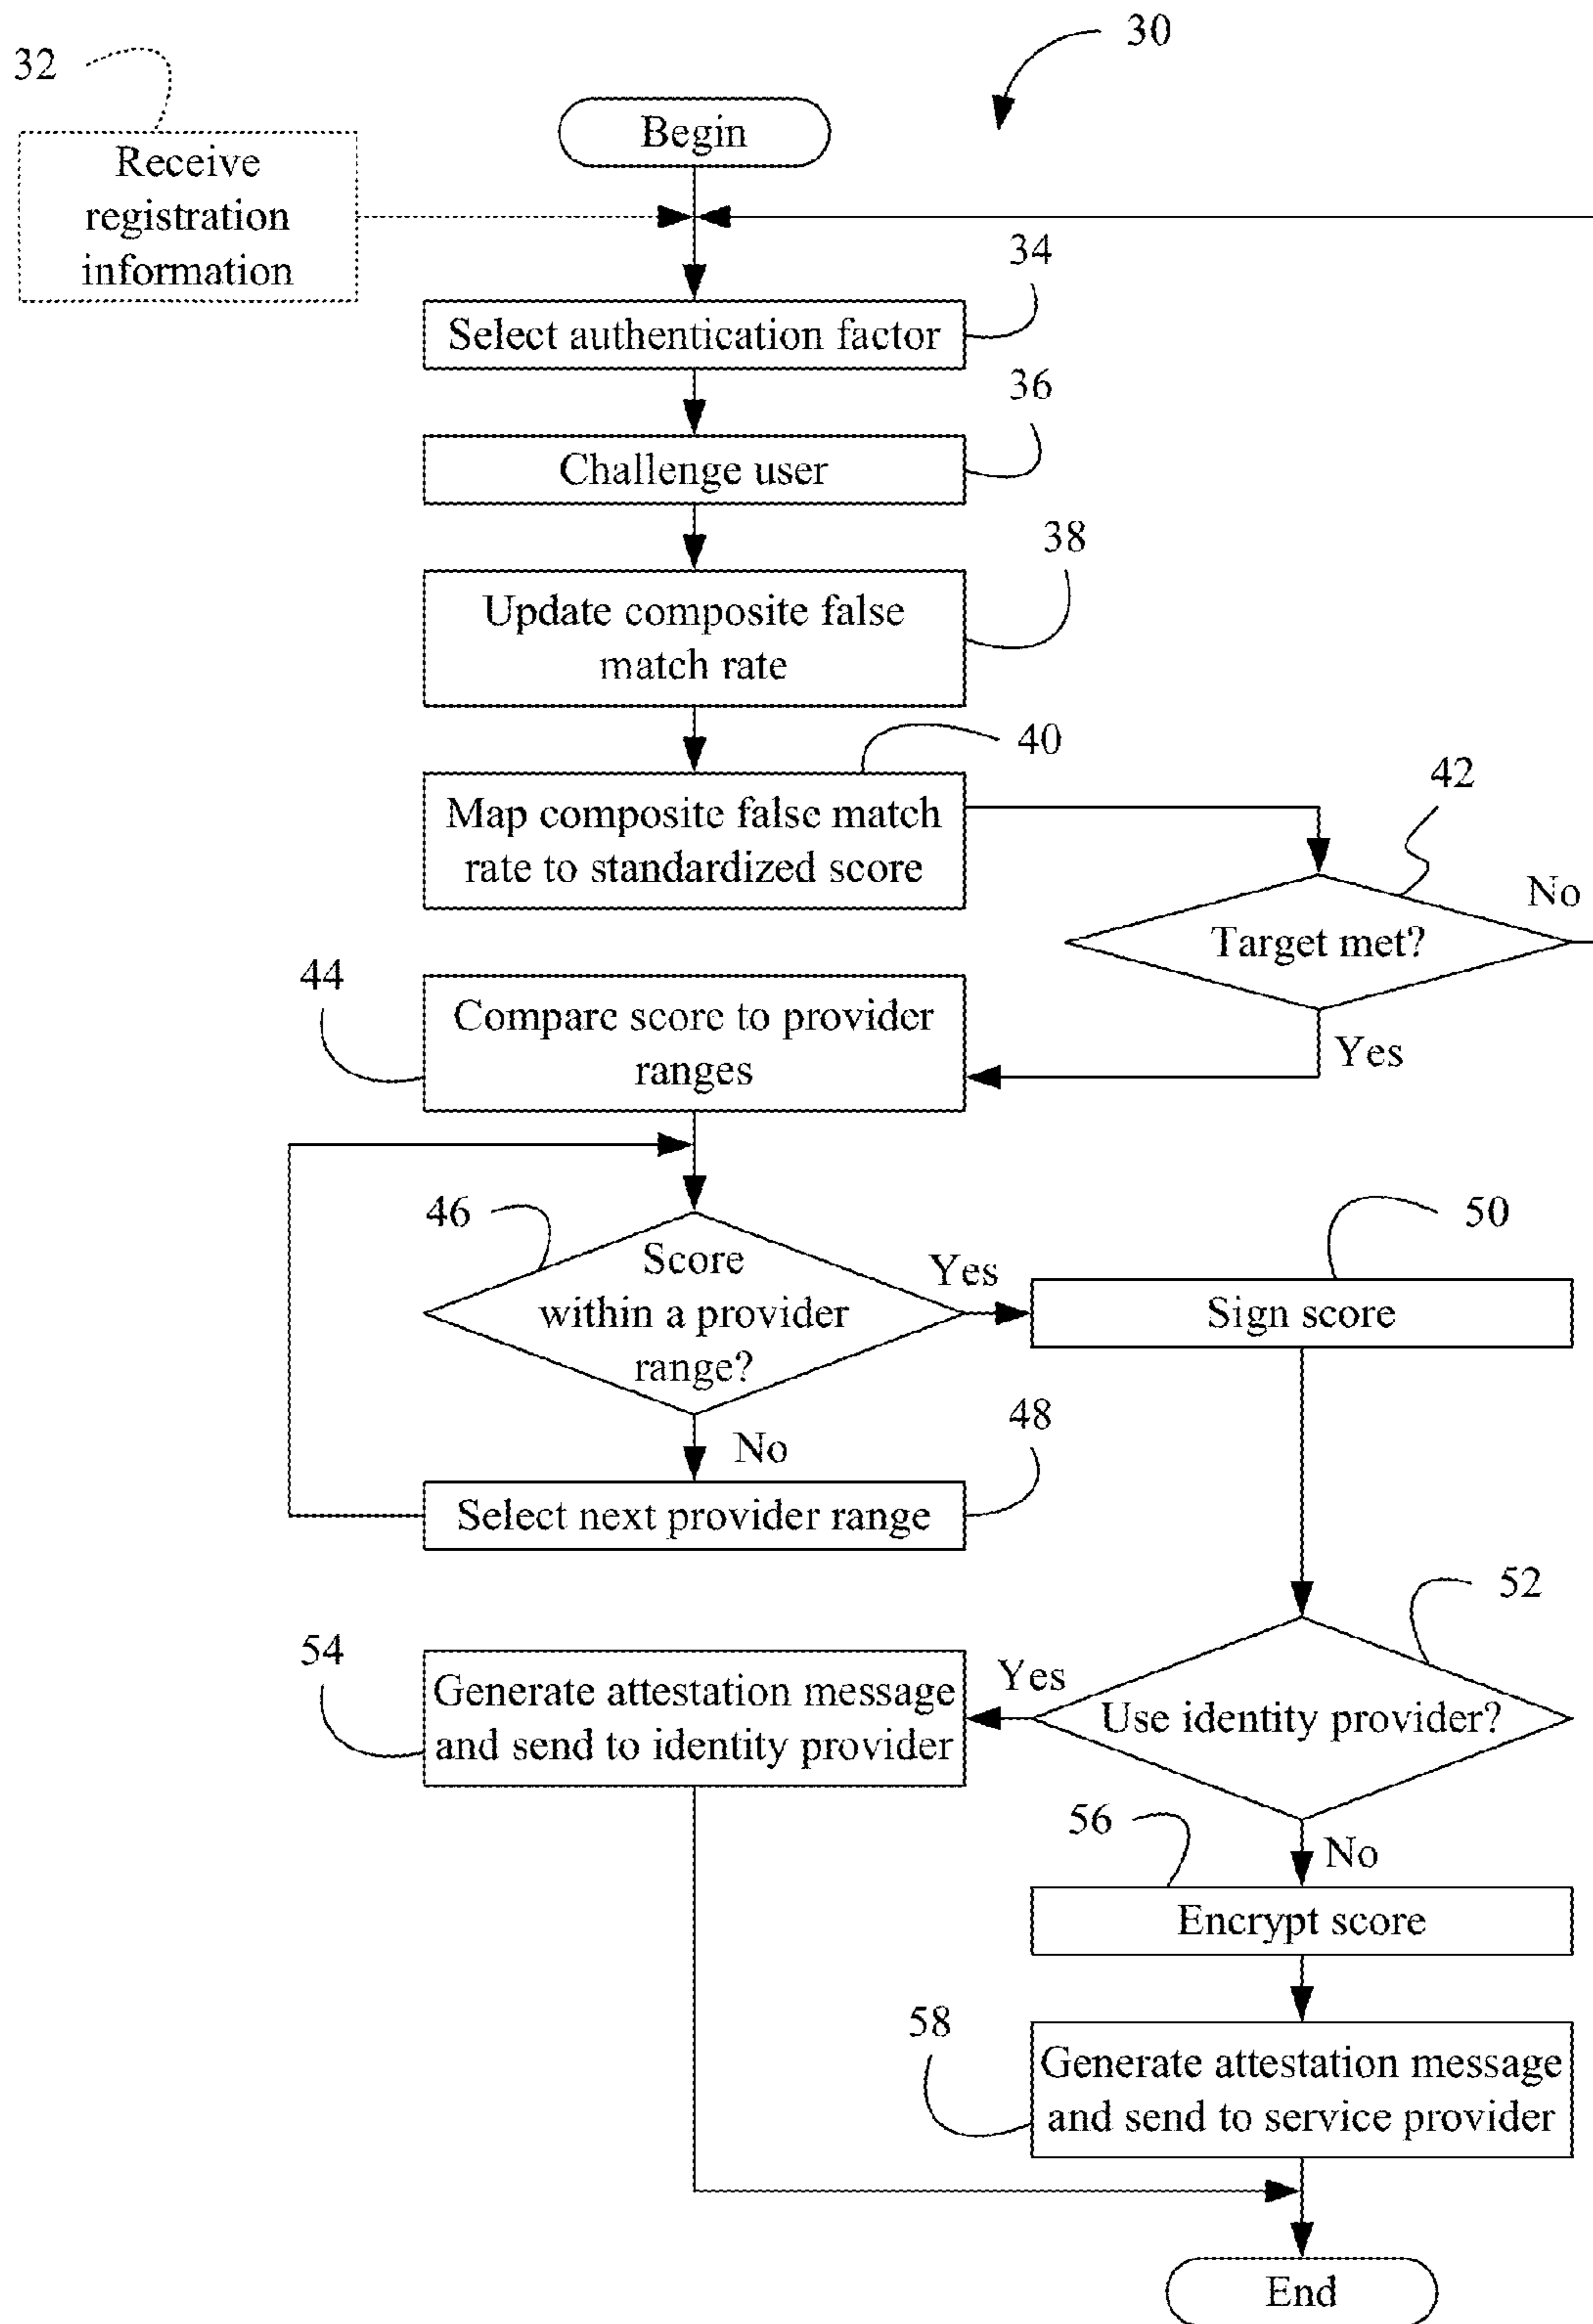 30
32
Begin
Receive
registration
information
34
Select authentication factor
36
Challenge user
38
Update composite false
match rate
40
Map composite false match
rate to standardized score
42
No
Target met?
44
Compare score to provider
ranges
Yes
46
Score
within a provider
range?
Yes
50
Sign score
No
48
Select next provider range
52
Use identity provider?
Yes
54
Generate attestation message
and send to identity provider
56
No
Encrypt score
58
Generate attestation message
and send to service provider
End